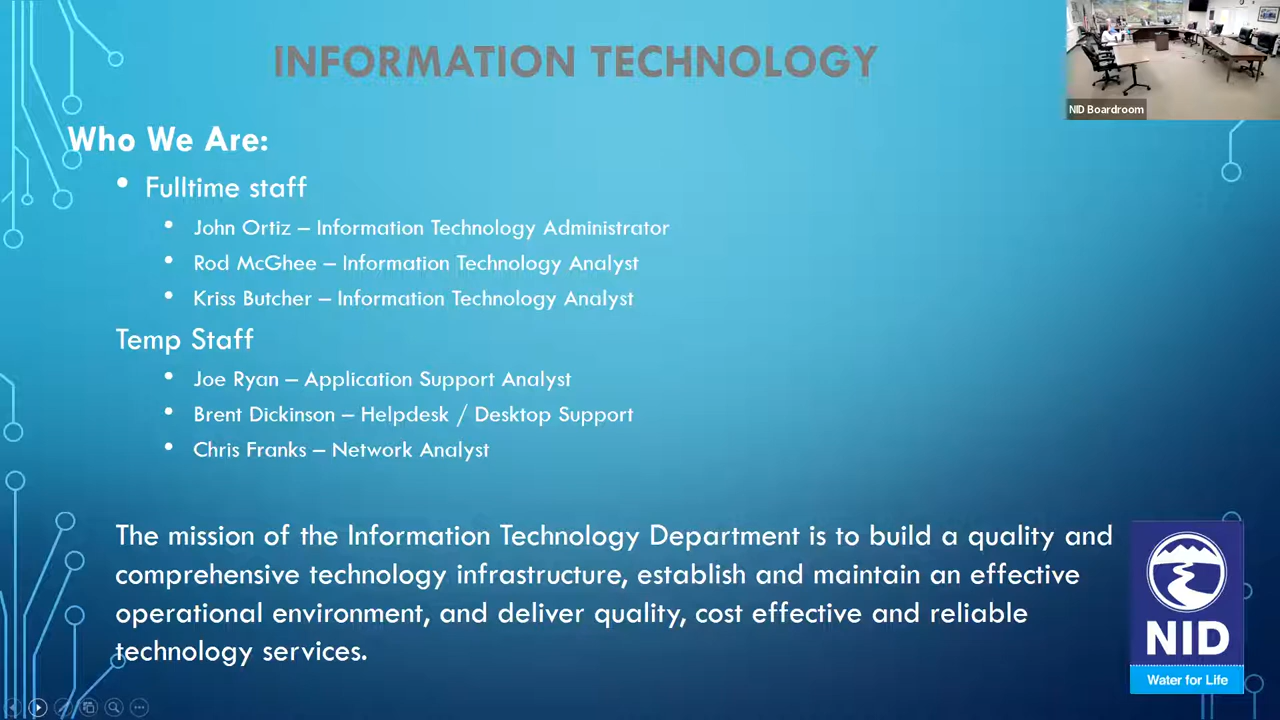 INFORMATION TECHNOLOGY
NID Boardroom
Who We Are:
• Fulltime staff
• John Ortiz – Information Technology Administrator
• Rod McGhee – Information Technology Analyst
• Kriss Butcher – Information Technology Analyst
Temp Staff
• Joe Ryan – Application Support Analyst
• Brent Dickinson – Helpdesk / Desktop Support
• Chris Franks – Network Analyst
The mission of the Information Technology Department is to build a quality and
comprehensive technology infrastructure, establish and maintain an effective
operational environment, and deliver quality, cost effective and reliable
technology services.
NID
Water for Life